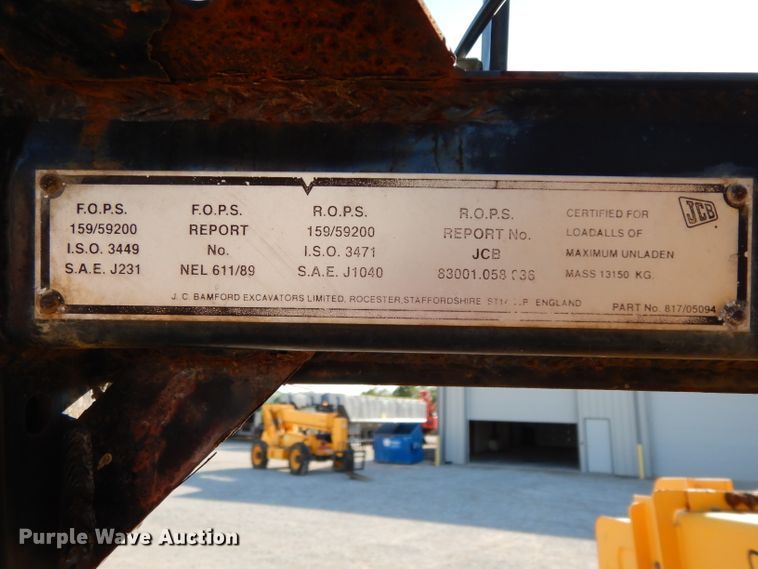 F.O.P.S.
159/59200
I.S.O. 3449
S.A.E. J231
F.O.P.S.
REPORT
No.
NEL 611/89
R.O.P.S.
159/59200
I.S.O. 3471
S.A.E. J1040
R.O.P.S.
REPORT No.
JCB
CERTIFIED FOR
LOADALLS OF
MAXIMUM UNLADEN
MASS 13150 KG.
JCB
J. C. BAMFORD EXCAVATORS LIMITED, ROCESTER, STAFFORDSHIRE ENGLAND
PART No. 817/05094
Purple Wave Auction®